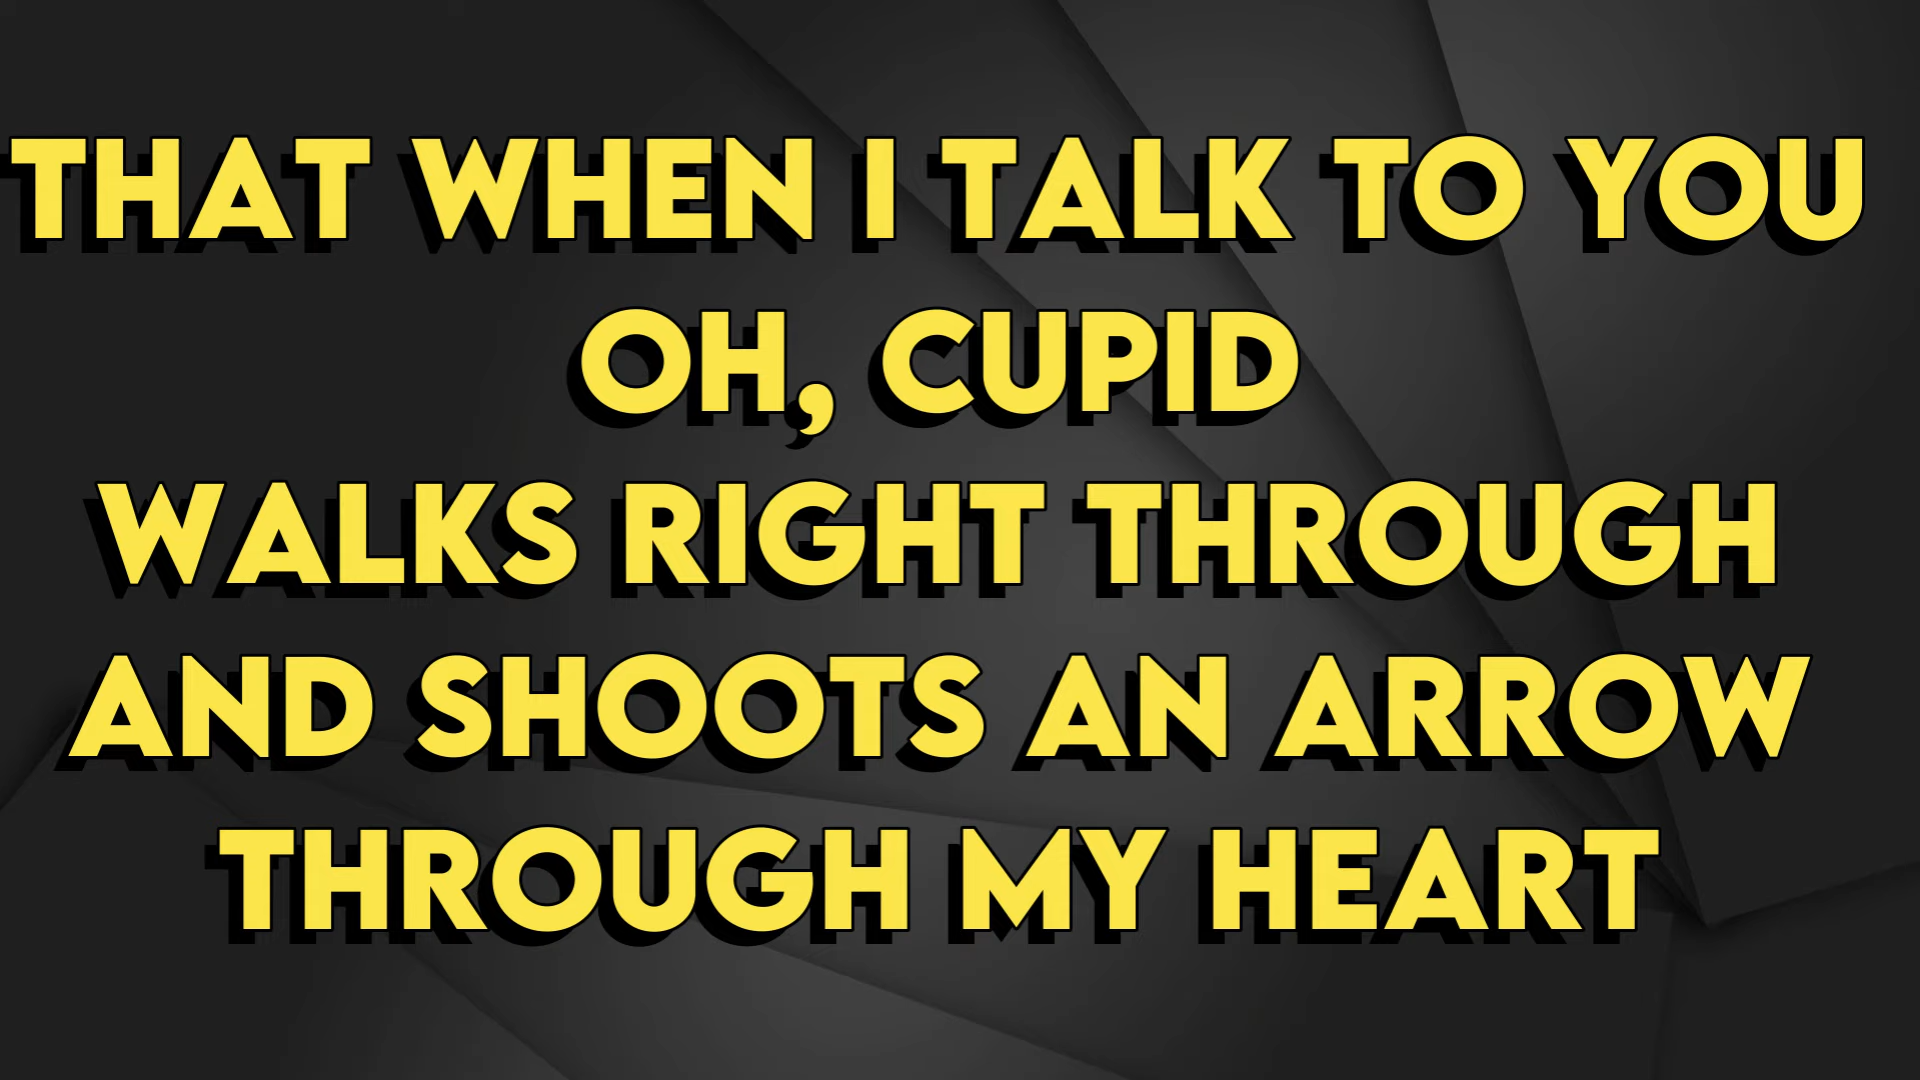 THAT WHEN I TALK TO YOU
OH, CUPID
WALKS RIGHT THROUGH
AND SHOOTS AN ARROW
THROUGH MY HEART